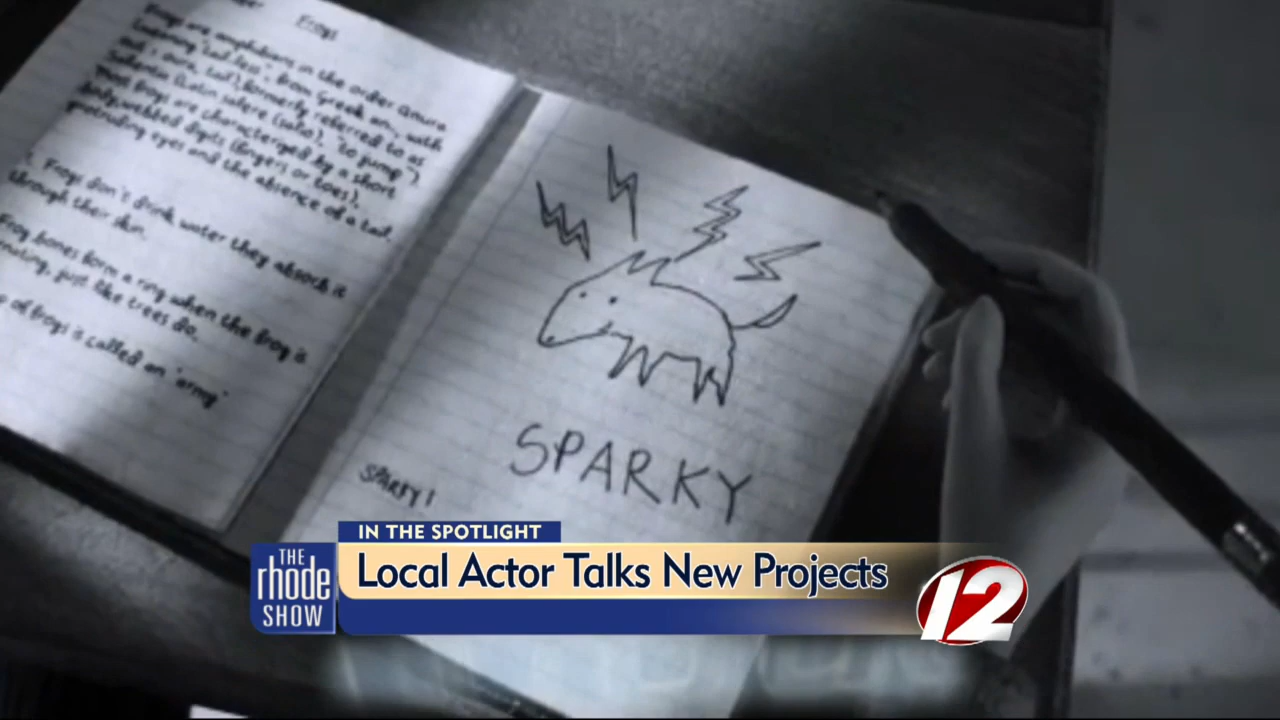 Frogs
Frogs are amphibians in the order anura
meaning "tail-less", from Greek an-, with
out, oura, tail) formerly referred to as
salientia (Latin salere (salio), "to jump")
most frogs are characterized by a short
body, webbed digits (fingers or toes),
protruding eyes and the absence of a tail.
Frogs don't drink water they absorb it
through their skin.
Frog bones form a ring when the frog is
just like trees do.
of frogs is called an 'army'
SPARKY
SPARKY!
IN THE SPOTLIGHT
THE
rhode
SHOW
Local Actor Talks New Projects
12